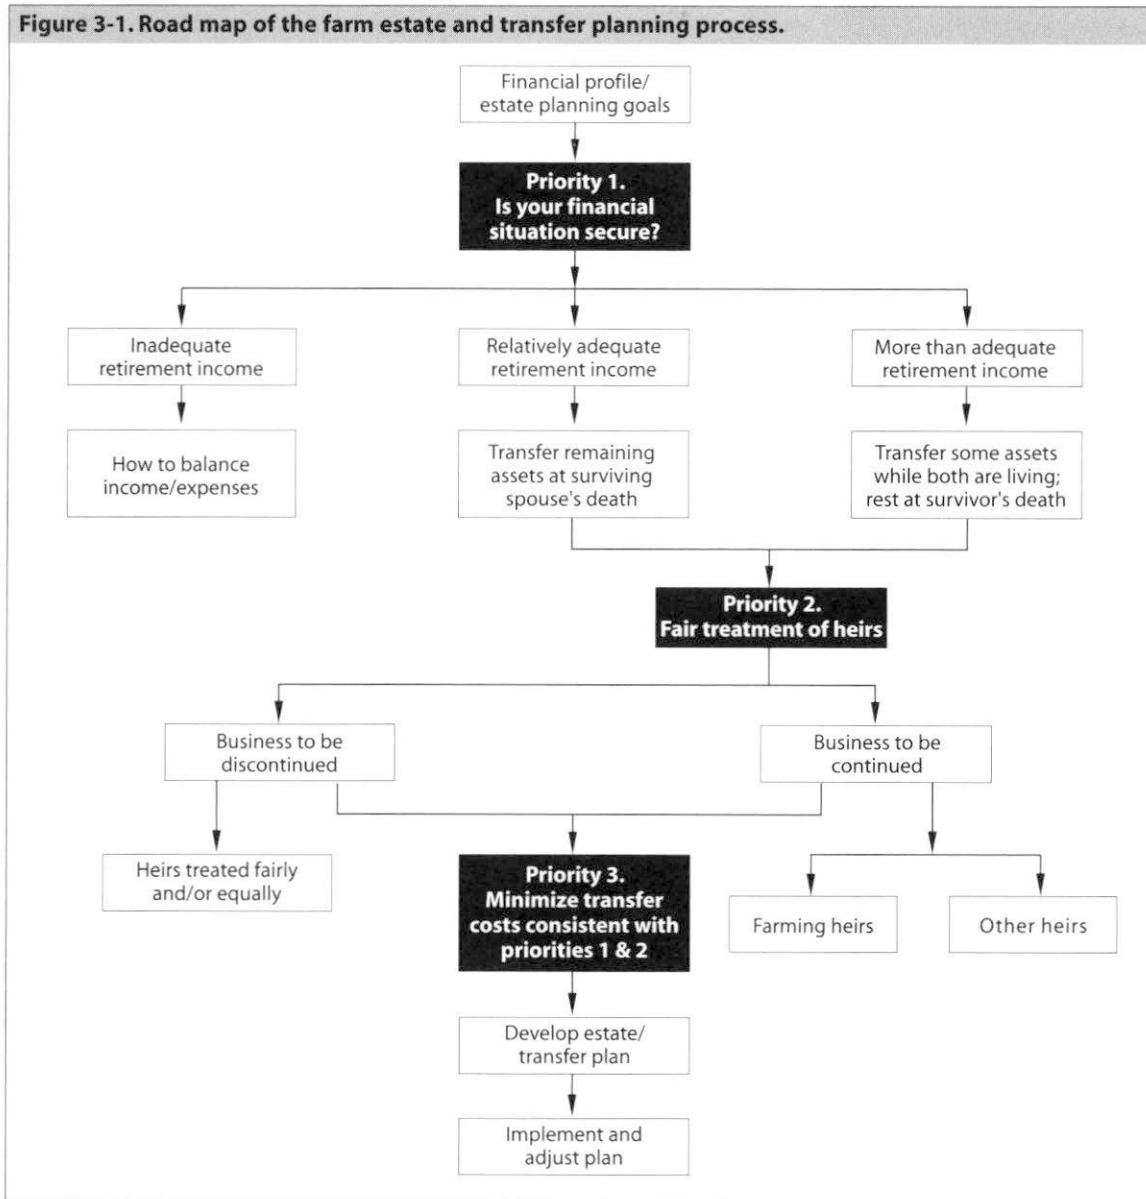 Figure 3-1. Road map of the farm estate and transfer planning process.
Financial profile/
estate planning goals
Priority 1.
Is your financial
situation secure?
Inadequate
retirement income
Relatively adequate
retirement income
More than adequate
retirement income
How to balance
income/expenses
Transfer remaining
assets at surviving
spouse's death
Transfer some assets
while both are living;
rest at survivor's death
Priority 2.
Fair treatment of heirs
Business to be
discontinued
Business to be
continued
Heirs treated fairly
and/or equally
Priority 3.
Minimize transfer
costs consistent with
priorities 1 & 2
Farming heirs
Other heirs
Develop estate/
transfer plan
Implement and
adjust plan